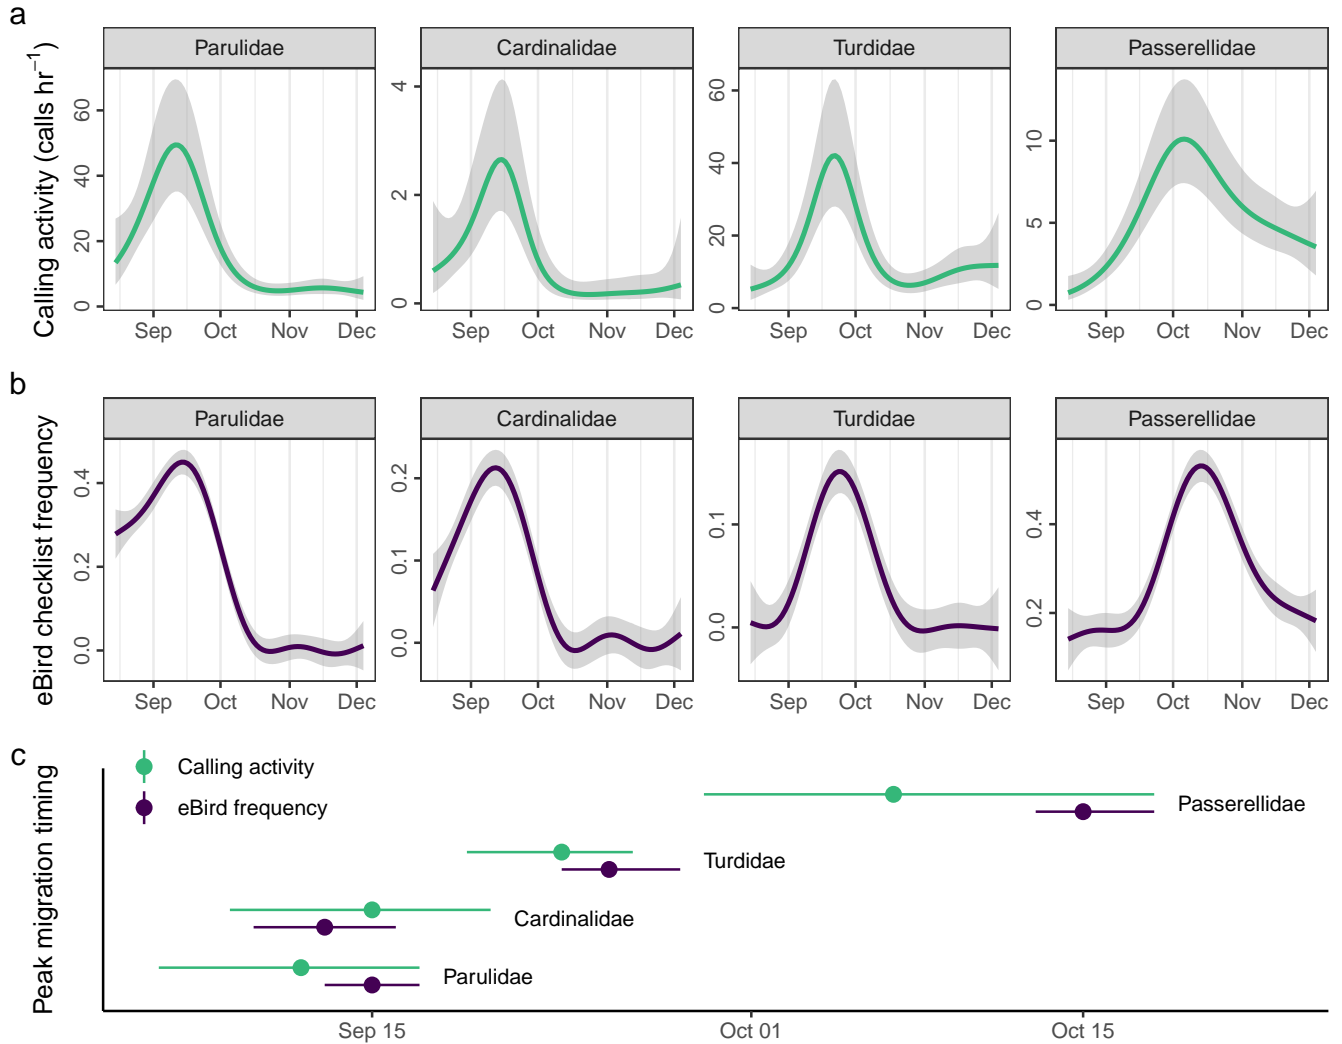 a
Parulidae Cardinalidae Turdidae Passerellidae
Calling activity (calls hr⁻¹)
0 20 40 60
0 2 4
0 20 40 60
0 5 10
Sep Oct Nov Dec Sep Oct Nov Dec Sep Oct Nov Dec Sep Oct Nov Dec
b
Parulidae Cardinalidae Turdidae Passerellidae
eBird checklist frequency
0.0 0.2 0.4
0.0 0.1 0.2
0.0 0.1
0.2 0.4
Sep Oct Nov Dec Sep Oct Nov Dec Sep Oct Nov Dec Sep Oct Nov Dec
c
Peak migration timing
Calling activity
eBird frequency
Passerellidae
Turdidae
Cardinalidae
Parulidae
Sep 15 Oct 01 Oct 15